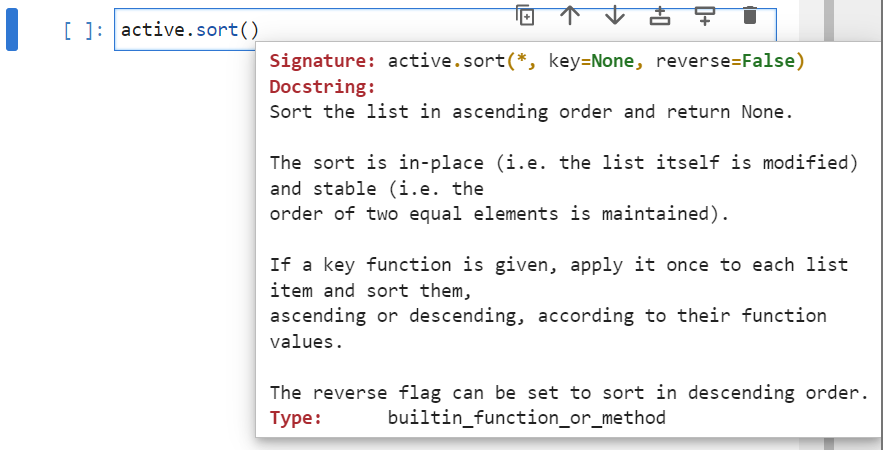 [ ]: active.sort()
Signature: active.sort(*, key=None, reverse=False)
Docstring:
Sort the list in ascending order and return None.
The sort is in-place (i.e. the list itself is modified)
and stable (i.e. the
order of two equal elements is maintained).
If a key function is given, apply it once to each list
item and sort them,
ascending or descending, according to their function
values.
The reverse flag can be set to sort in descending order.
Type: builtin_function_or_method